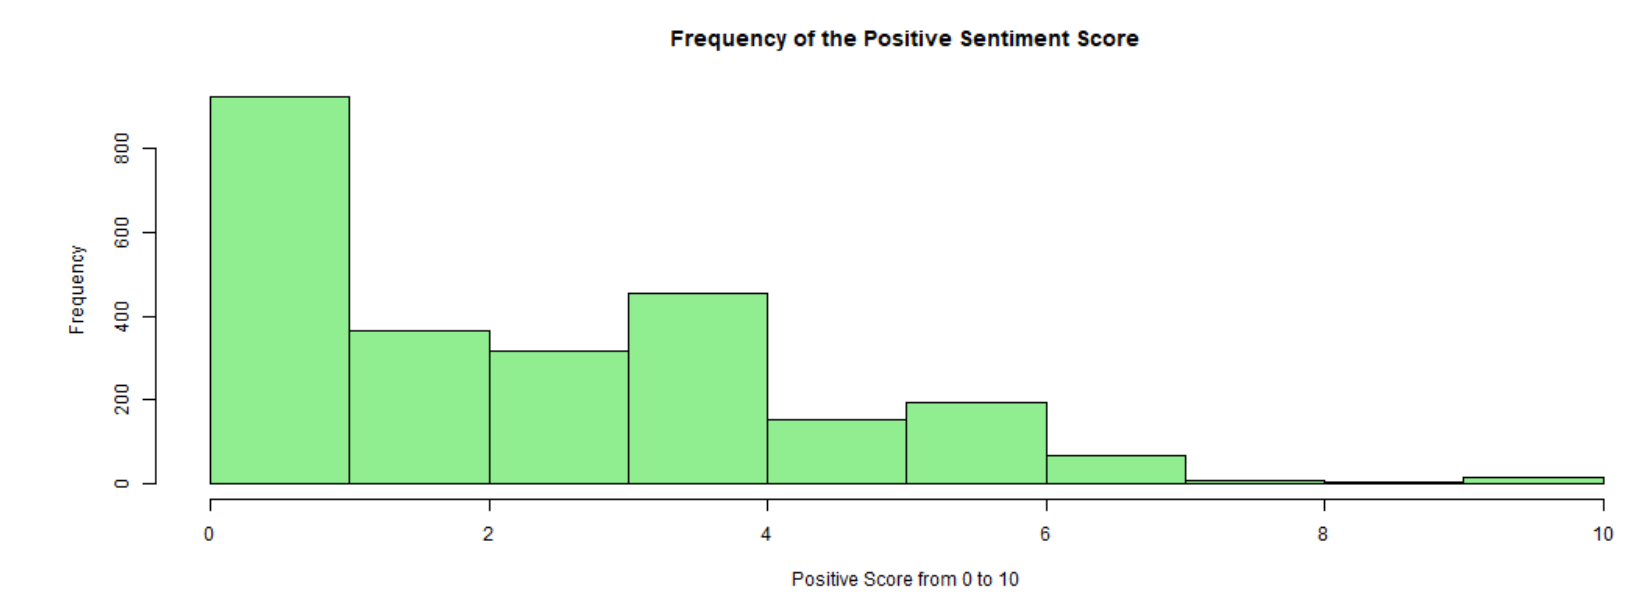 Frequency of the Positive Sentiment Score
Frequency
800
600
400
200
0
0 2 4 6 8 10
Positive Score from 0 to 10